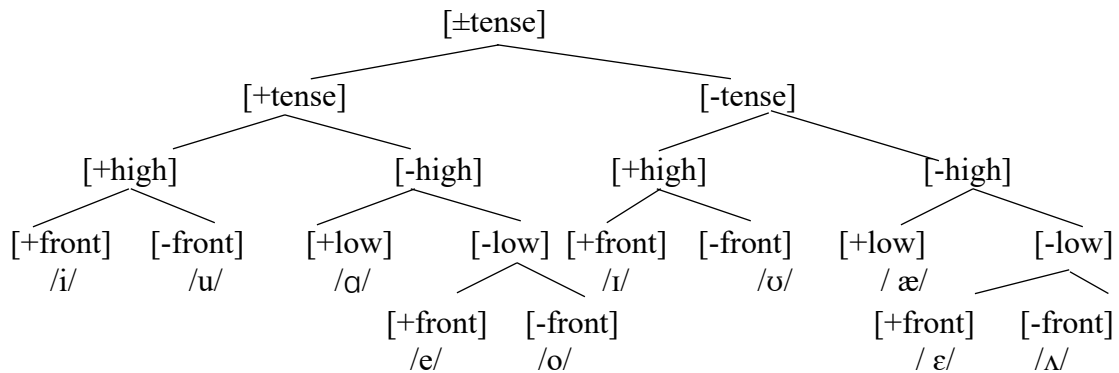 [±tense]
[+tense] [-tense]
[+high] [-high] [+high] [-high]
[+front] [-front] [+low] [-low] [+front] [-front] [+low] [-low]
/i/ /u/ /ɑ/ /ɪ/ /ʊ/ / æ/
[+front] [-front] [+front] [-front]
/e/ /o/ / ɛ/ /ʌ/